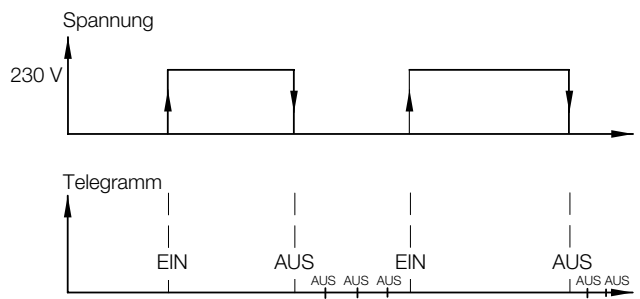 Spannung
230 V
Telegramm
EIN AUS EIN AUS
AUS AUS AUS AUS AUS